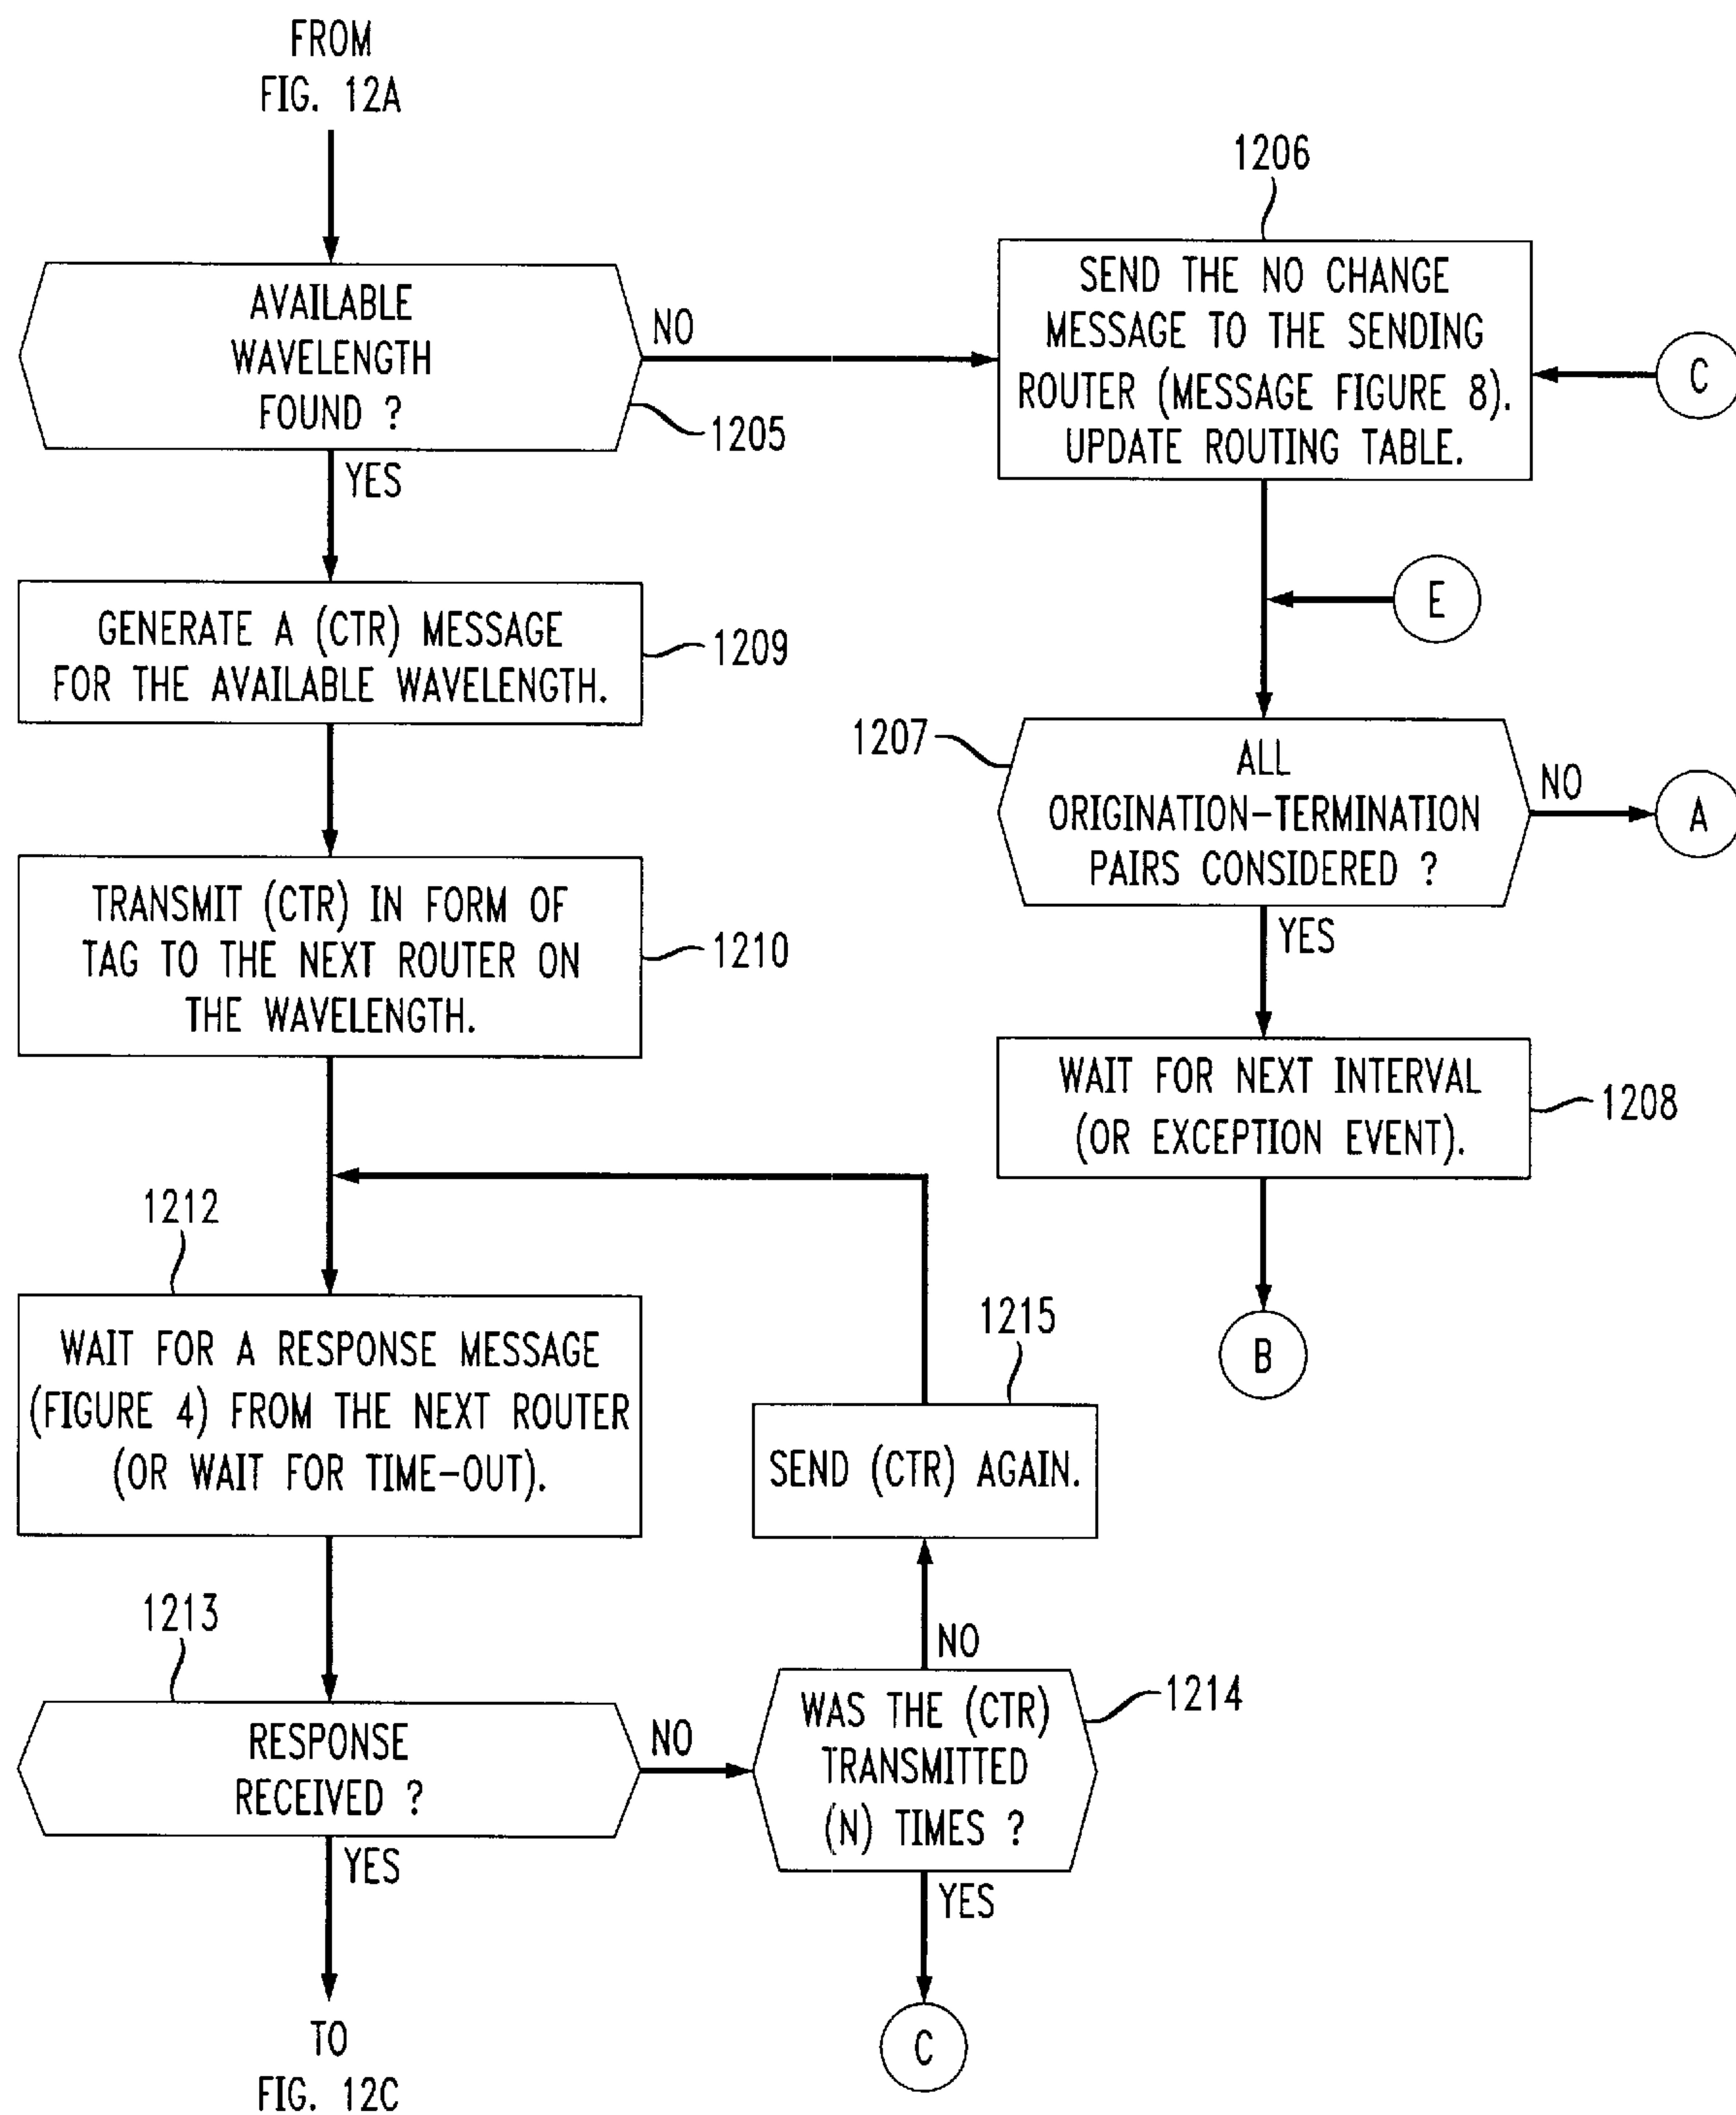 FROM
FIG. 12A
AVAILABLE
WAVELENGTH
FOUND ?
1205
NO
YES
1206
SEND THE NO CHANGE
MESSAGE TO THE SENDING
ROUTER (MESSAGE FIGURE 8).
UPDATE ROUTING TABLE.
C
E
GENERATE A (CTR) MESSAGE
FOR THE AVAILABLE WAVELENGTH.
1209
1207
ALL
ORIGINATION-TERMINATION
PAIRS CONSIDERED ?
NO
A
YES
TRANSMIT (CTR) IN FORM OF
TAG TO THE NEXT ROUTER ON
THE WAVELENGTH.
1210
WAIT FOR NEXT INTERVAL
(OR EXCEPTION EVENT).
1208
B
1212
WAIT FOR A RESPONSE MESSAGE
(FIGURE 4) FROM THE NEXT ROUTER
(OR WAIT FOR TIME-OUT).
1215
SEND (CTR) AGAIN.
1213
RESPONSE
RECEIVED ?
NO
YES
NO
WAS THE (CTR)
TRANSMITTED
(N) TIMES ?
1214
YES
C
TO
FIG. 12C